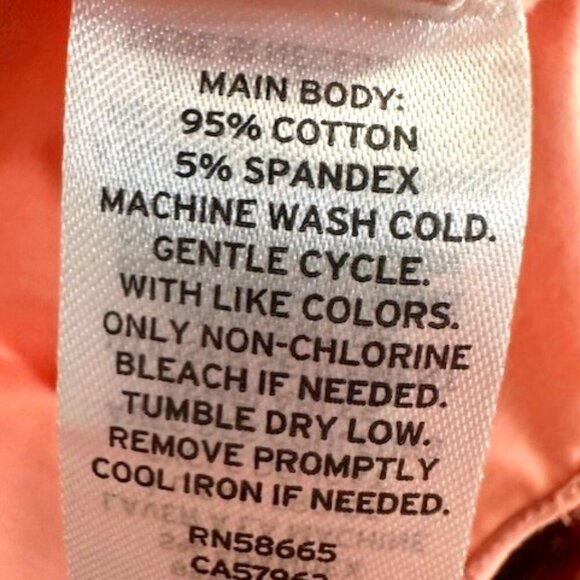 MAIN BODY:
95% COTTON
5% SPANDEX
MACHINE WASH COLD.
GENTLE CYCLE.
WITH LIKE COLORS.
ONLY NON-CHLORINE
BLEACH IF NEEDED.
TUMBLE DRY LOW.
REMOVE PROMPTLY
COOL IRON IF NEEDED.
RN58665